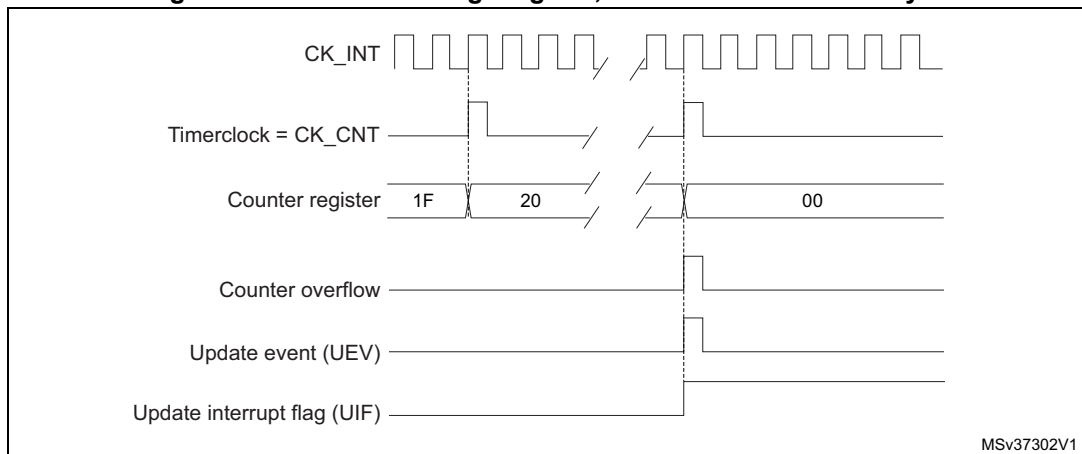 CK_INT
Timerclock = CK_CNT
Counter register 1F 20 00
Counter overflow
Update event (UEV)
Update interrupt flag (UIF)
MSv37302V1